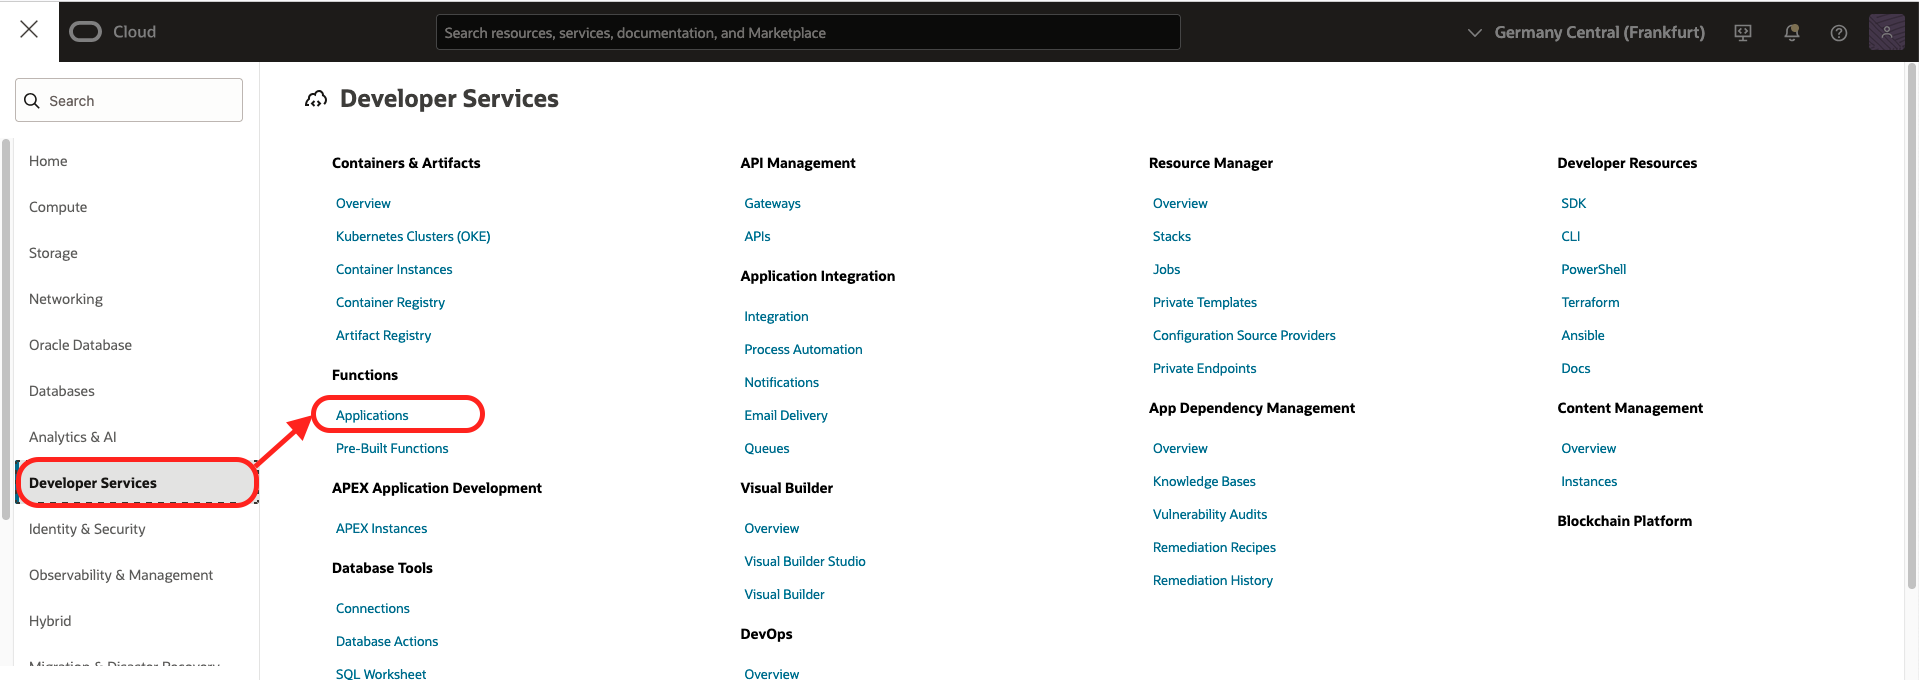 Cloud
Search resources, services, documentation, and Marketplace
Germany Central (Frankfurt)
Search
Home
Compute
Storage
Networking
Oracle Database
Databases
Analytics & AI
Developer Services
Identity & Security
Observability & Management
Hybrid
Migration & Disaster Recovery
Developer Services
Containers & Artifacts
Overview
Kubernetes Clusters (OKE)
Container Instances
Container Registry
Artifact Registry
Functions
Applications
Pre-Built Functions
APEX Application Development
APEX Instances
Database Tools
Connections
Database Actions
SQL Worksheet
API Management
Gateways
APIs
Application Integration
Integration
Process Automation
Notifications
Email Delivery
Queues
Visual Builder
Overview
Visual Builder Studio
Visual Builder
DevOps
Overview
Resource Manager
Overview
Stacks
Jobs
Private Templates
Configuration Source Providers
Private Endpoints
App Dependency Management
Overview
Knowledge Bases
Vulnerability Audits
Remediation Recipes
Remediation History
Developer Resources
SDK
CLI
PowerShell
Terraform
Ansible
Docs
Content Management
Overview
Instances
Blockchain Platform